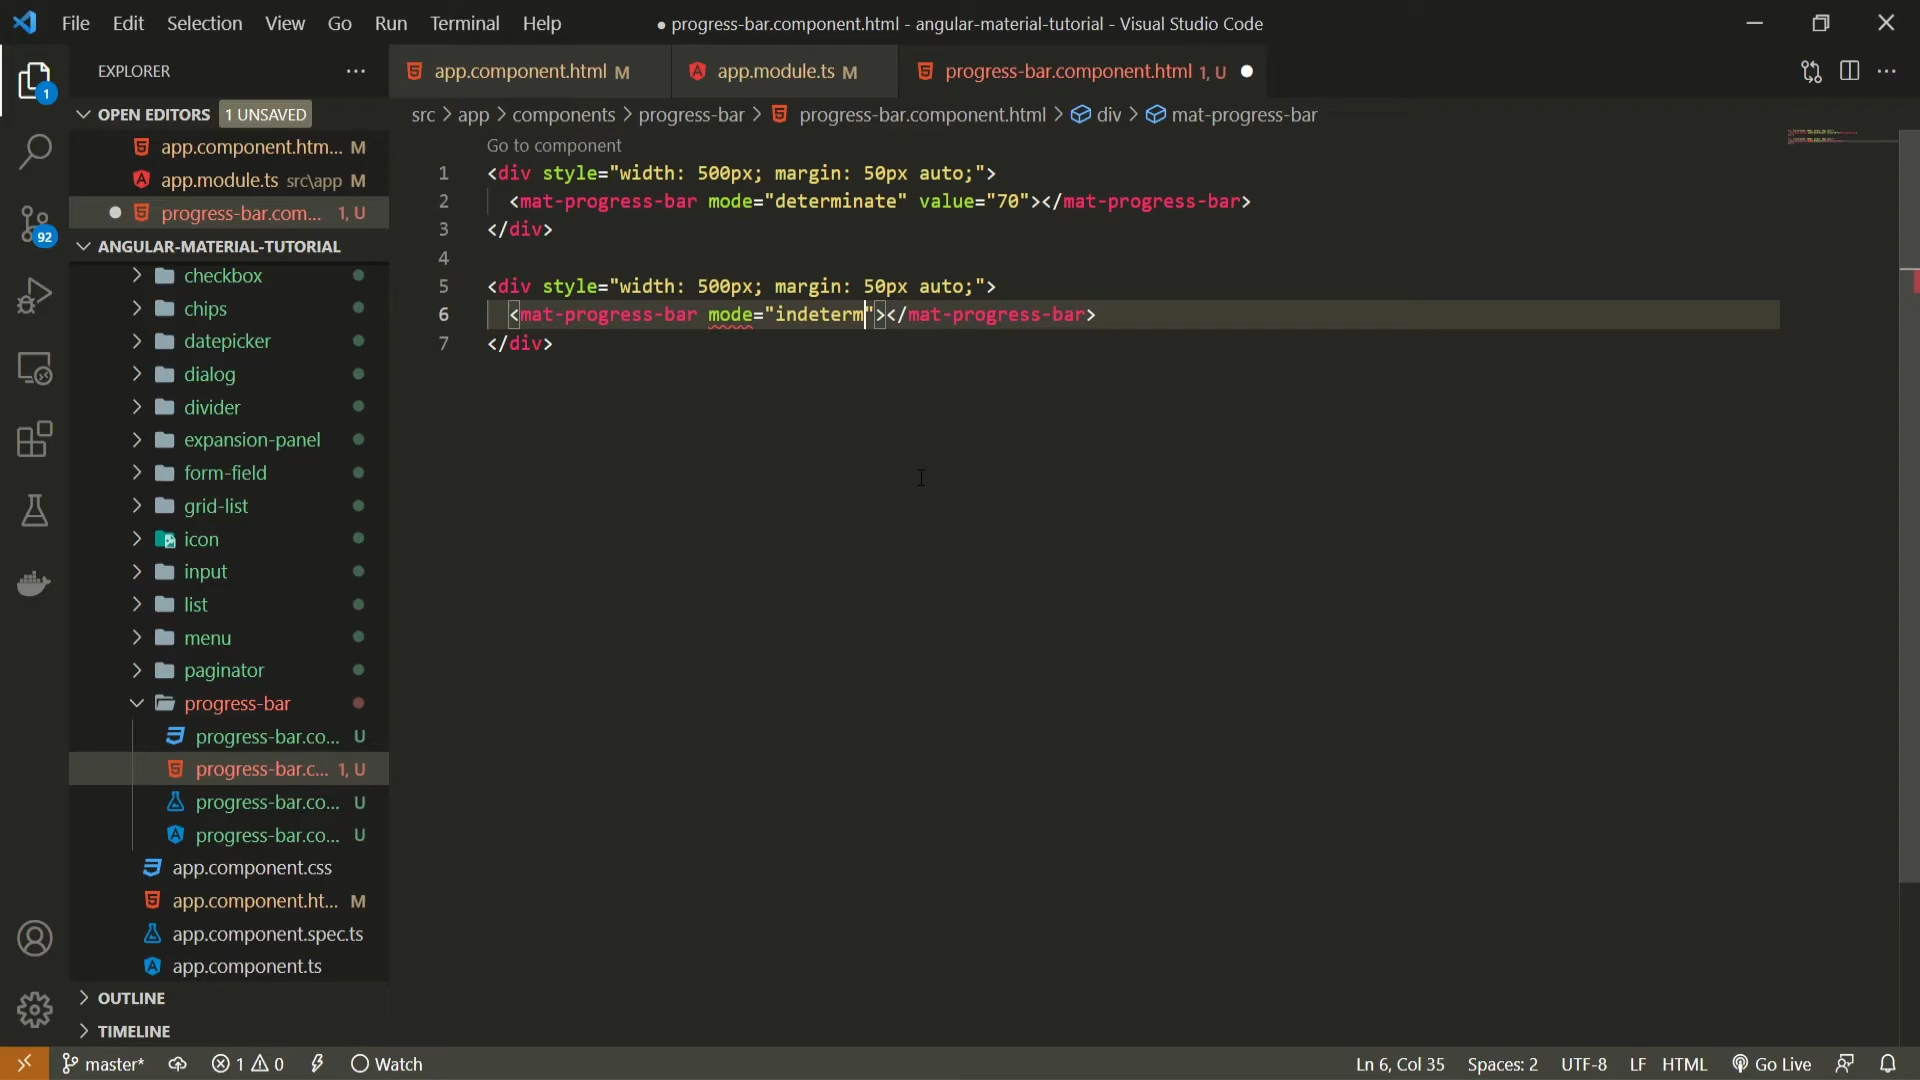 File Edit Selection View Go Run Terminal Help
● progress-bar.component.html - angular-material-tutorial - Visual Studio Code
EXPLORER
app.component.html M
app.module.ts M
progress-bar.component.html 1, U
1
OPEN EDITORS 1 UNSAVED
src > app > components > progress-bar > progress-bar.component.html > div > mat-progress-bar
app.component.htm... M
app.module.ts src\app M
progress-bar.com... 1, U
92
ANGULAR-MATERIAL-TUTORIAL
checkbox
chips
datepicker
dialog
divider
expansion-panel
form-field
grid-list
icon
input
list
menu
paginator
progress-bar
progress-bar.co... U
progress-bar.c... 1, U
progress-bar.co... U
progress-bar.co... U
app.component.css
app.component.ht... M
app.component.spec.ts
app.component.ts
OUTLINE
TIMELINE
Go to component
1 <div style="width: 500px; margin: 50px auto;">
2 <mat-progress-bar mode="determinate" value="70"></mat-progress-bar>
3 </div>
4
5 <div style="width: 500px; margin: 50px auto;">
6 <mat-progress-bar mode="indeterm"></mat-progress-bar>
7 </div>
master* 1 0 Watch
Ln 6, Col 35 Spaces: 2 UTF-8 LF HTML Go Live